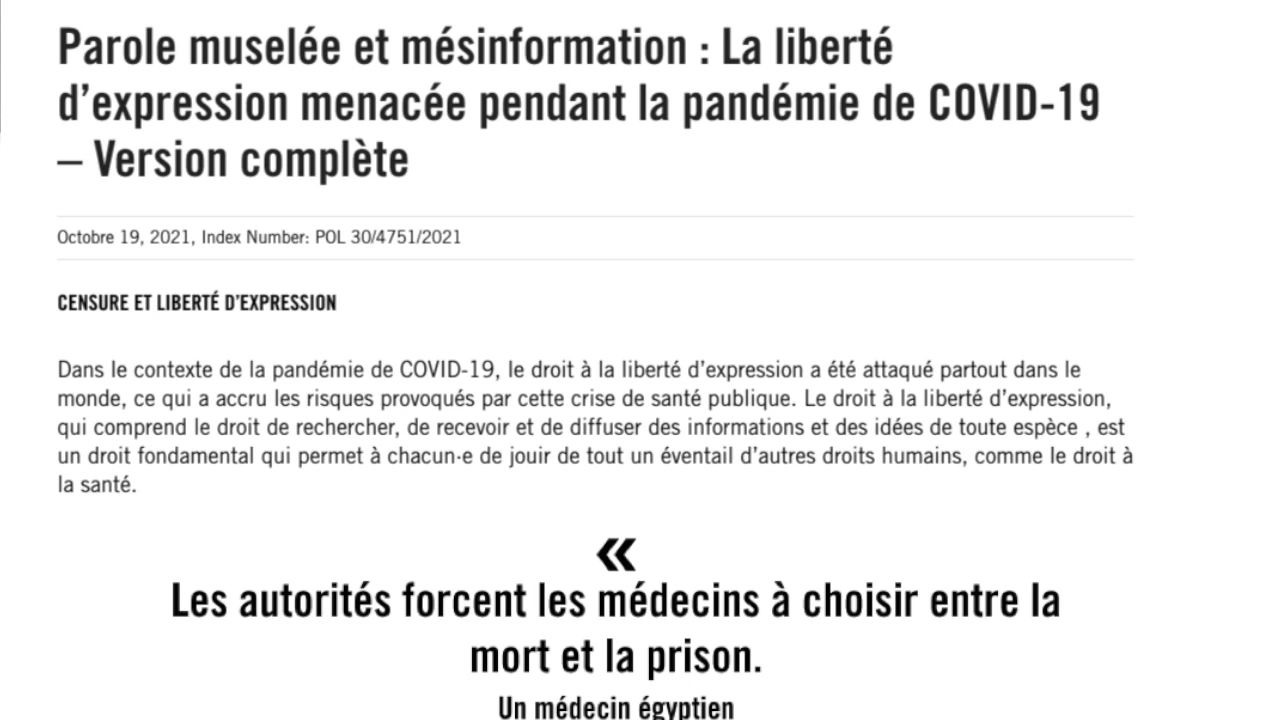 Parole muselée et mésinformation : La liberté
d’expression menacée pendant la pandémie de COVID-19
– Version complète
Octobre 19, 2021, Index Number: POL 30/4751/2021
CENSURE ET LIBERTÉ D’EXPRESSION
Dans le contexte de la pandémie de COVID-19, le droit à la liberté d’expression a été attaqué partout dans le
monde, ce qui a accru les risques provoqués par cette crise de santé publique. Le droit à la liberté d’expression,
qui comprend le droit de rechercher, de recevoir et de diffuser des informations et des idées de toute espèce , est
un droit fondamental qui permet à chacun·e de jouir de tout un éventail d’autres droits humains, comme le droit à
la santé.
«
Les autorités forcent les médecins à choisir entre la
mort et la prison.
Un médecin égyptien